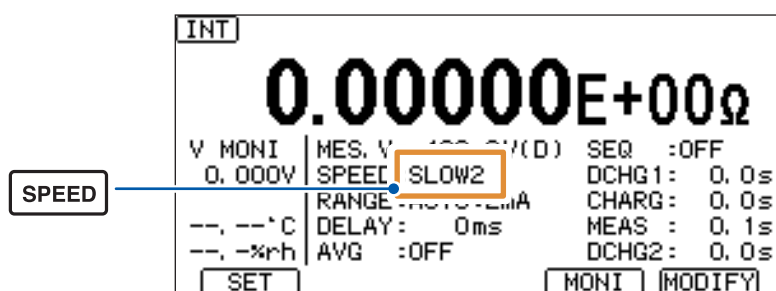 INT
0.00000E+00Ω
V MONI
0.000V
--.--°C
--.-%rh
MES.V (D)
SPEED SLOW2
RANGE mA
DELAY: 0ms
AVG :OFF
SEQ :OFF
DCHG1: 0.0s
CHARG: 0.0s
MEAS : 0.1s
DCHG2: 0.0s
SPEED
SET
MONI
MODIFY